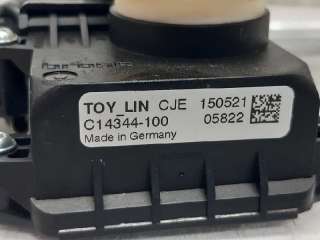 TOY_LIN CJE 150521
C14344-100 05822
Made in Germany